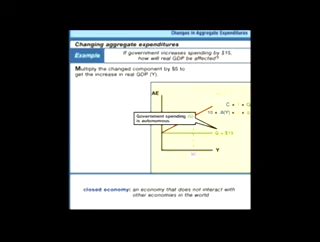 Changes in Aggregate Expenditures
Changing aggregate expenditures
Example
If government increases spending by $15,
how will real GDP be affected?
Multiply the changed component by $5 to
get the increase in real GDP (Y).
AE
Government spending
is autonomous.
Y
closed economy: an economy that does not interact with
other economies in the world